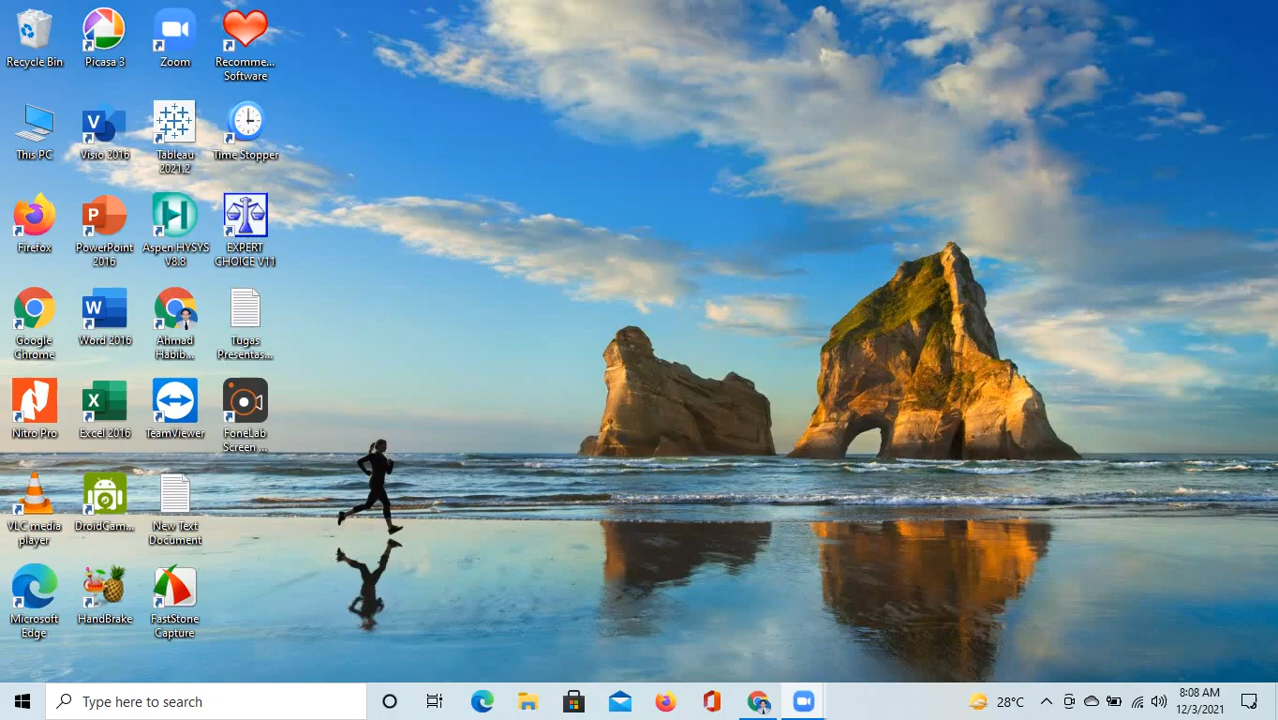 Recycle Bin
Picasa 3
Zoom
Recomme...
Software
This PC
Visio 2016
Tableau
2021.2
Time Stopper
Firefox
PowerPoint
2016
Aspen HYSYS
V8.8
EXPERT
CHOICE V11
Google
Chrome
Word 2016
Ahmad
Habib...
Tugas
Presentas...
Nitro Pro
Excel 2016
TeamViewer
FoneLab
Screen ...
VLC media
player
DroidCam...
New Text
Document
Microsoft
Edge
HandBrake
FastStone
Capture
Type here to search
28°C
8:08 AM
12/3/2021